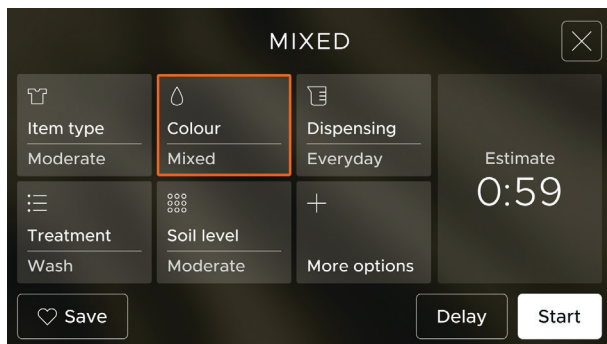 MIXED
Item type
Moderate
Colour
Mixed
Dispensing
Everyday
Estimate
0:59
Treatment
Wash
Soil level
Moderate
More options
Save
Delay
Start